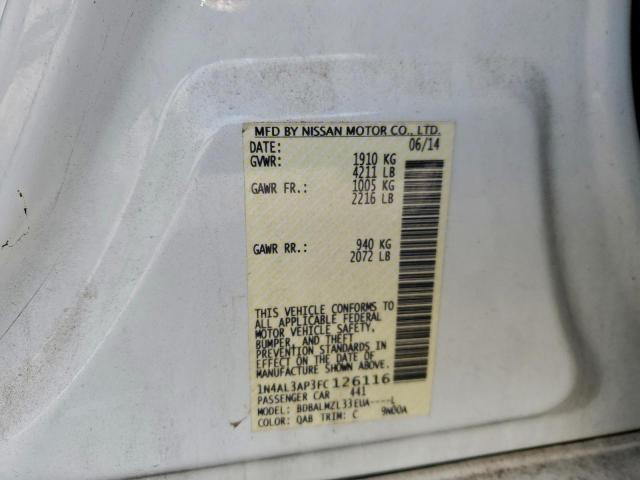 MFD BY NISSAN MOTOR CO., LTD.
DATE: 06/14
GVWR: 1910 KG
4211 LB
GAWR FR.: 1005 KG
2216 LB
GAWR RR.: 940 KG
2072 LB
THIS VEHICLE CONFORMS TO
ALL APPLICABLE FEDERAL
MOTOR VEHICLE SAFETY,
BUMPER, AND THEFT
PREVENTION STANDARDS IN
EFFECT ON THE DATE OF
MANUFACTURE SHOWN ABOVE.
1N4AL3AP3FC126116
PASSENGER CAR 441
MODEL: BDBALMZL33EUA----L
COLOR: QAB TRIM: C 9N00A